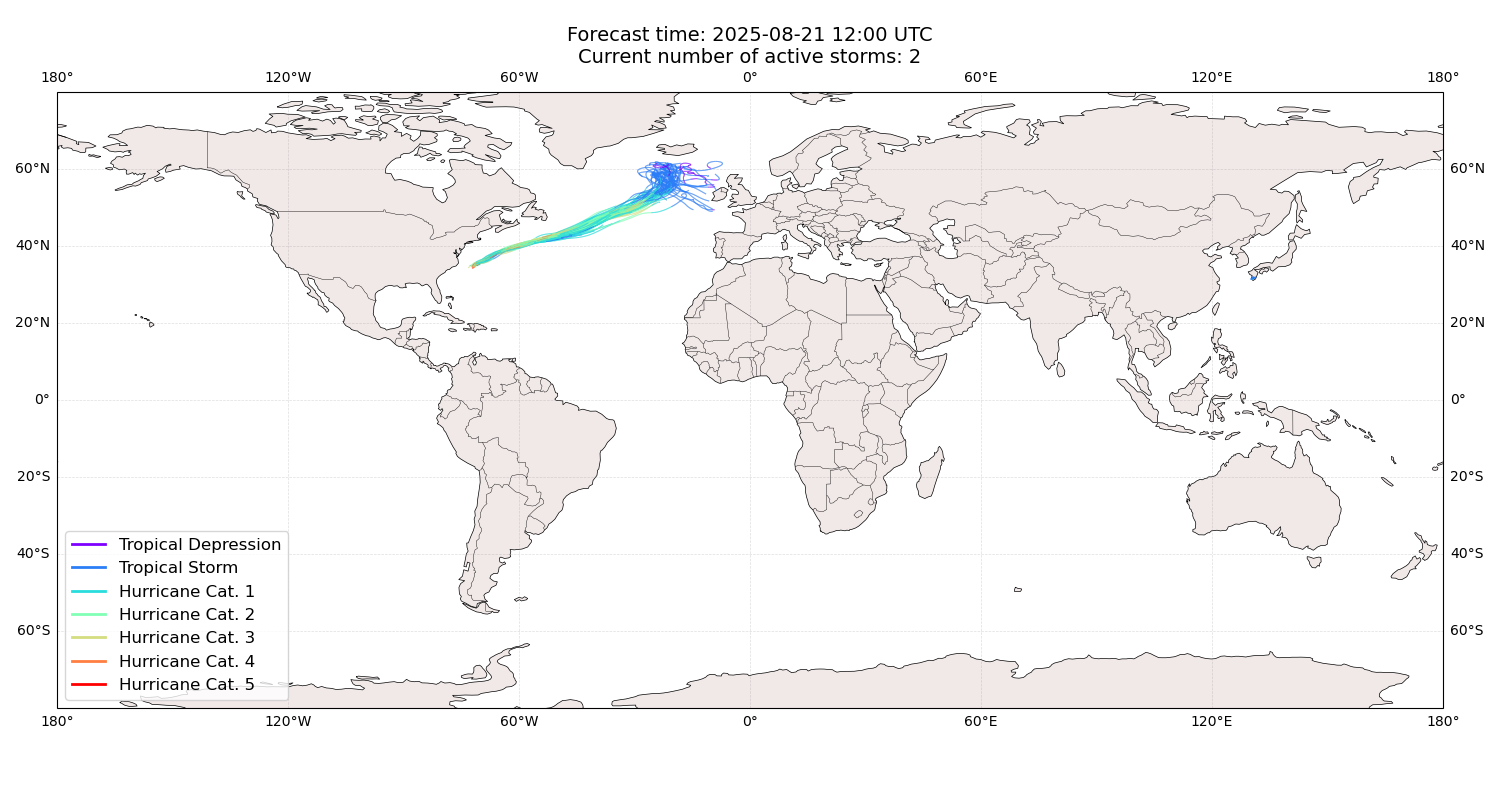 Forecast time: 2025-08-21 12:00 UTC
Current number of active storms: 2
180° 120°W 60°W 0° 60°E 120°E 180°
60°N 60°N
40°N 40°N
20°N 20°N
0° 0°
20°S 20°S
40°S 40°S
60°S 60°S
Tropical Depression
Tropical Storm
Hurricane Cat. 1
Hurricane Cat. 2
Hurricane Cat. 3
Hurricane Cat. 4
Hurricane Cat. 5
180° 120°W 60°W 0° 60°E 120°E 180°